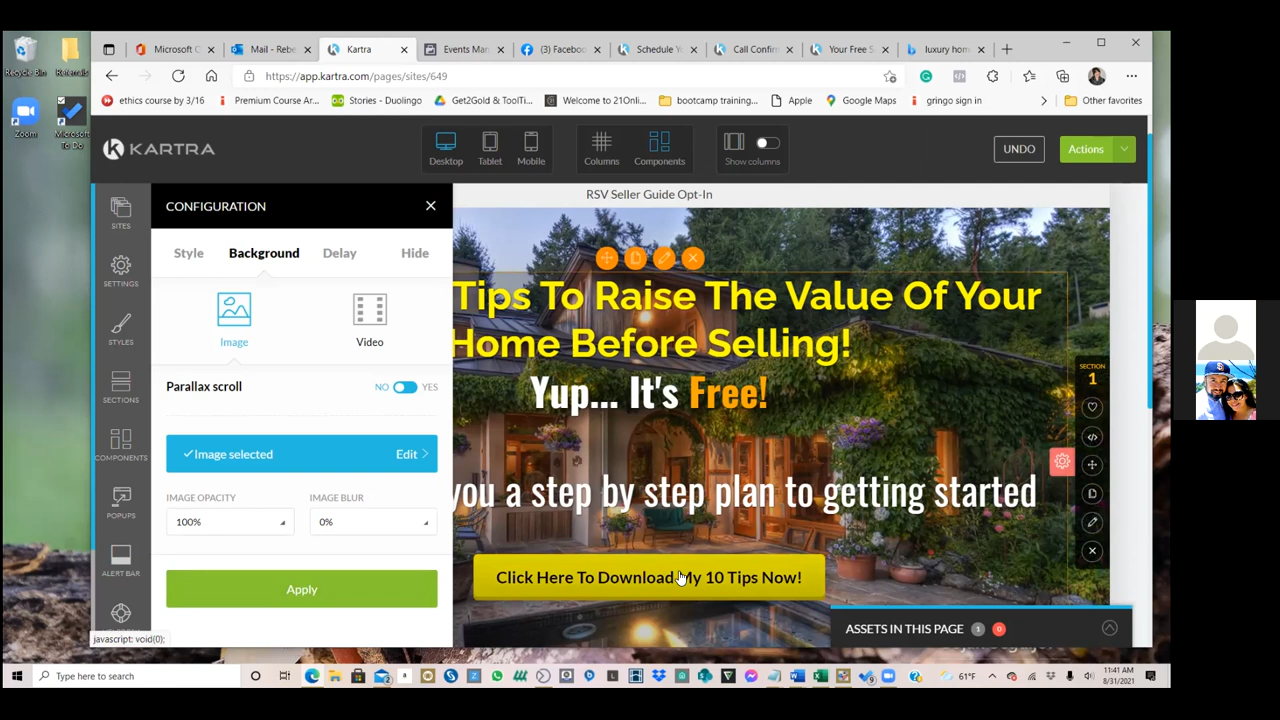 Microsoft C
Mail - Rebe
Kartra
Events Man
(3) Faceboo
Schedule Yo
Call Confirm
Your Free S
luxury hom
https://app.kartra.com/pages/sites/649
ethics course by 3/16
Premium Course Ar...
Stories - Duolingo
Get2Gold & ToolTi...
Welcome to 21Onli...
bootcamp training...
Apple
Google Maps
gringo sign in
Other favorites
Recycle Bin
Referrals
Zoom
Microsoft
To Do
KARTRA
Desktop
Tablet
Mobile
Columns
Components
Show columns
UNDO
Actions
SITES
SETTINGS
STYLES
SECTIONS
COMPONENTS
POPUPS
ALERT BAR
CONFIGURATION
Style
Background
Delay
Hide
Image
Video
Parallax scroll
NO
YES
Image selected
Edit
IMAGE OPACITY
IMAGE BLUR
100%
0%
Apply
RSV Seller Guide Opt-In
Tips To Raise The Value Of Your
Home Before Selling!
Yup... It's Free!
you a step by step plan to getting started
Click Here To Download My 10 Tips Now!
SECTION
1
ASSETS IN THIS PAGE 1 0
javascript: void(0);
Type here to search
61°F
11:41 AM
8/31/2021